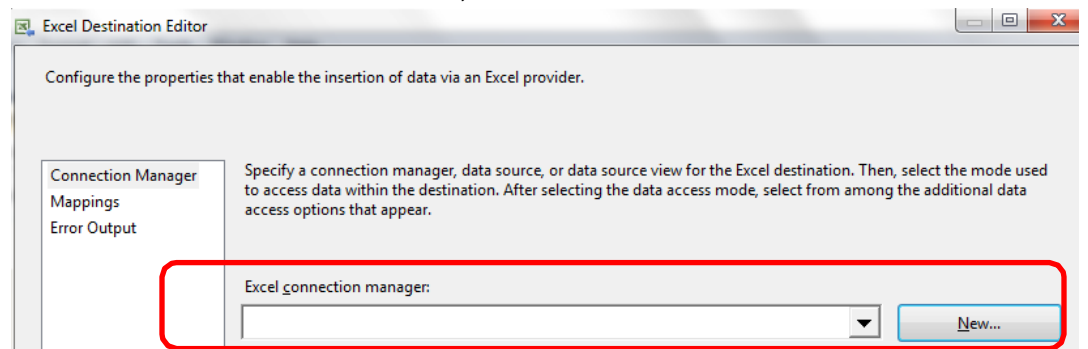 Excel Destination Editor
Configure the properties that enable the insertion of data via an Excel provider.
Connection Manager
Mappings
Error Output
Specify a connection manager, data source, or data source view for the Excel destination. Then, select the mode used
to access data within the destination. After selecting the data access mode, select from among the additional data
access options that appear.
Excel connection manager:
New...